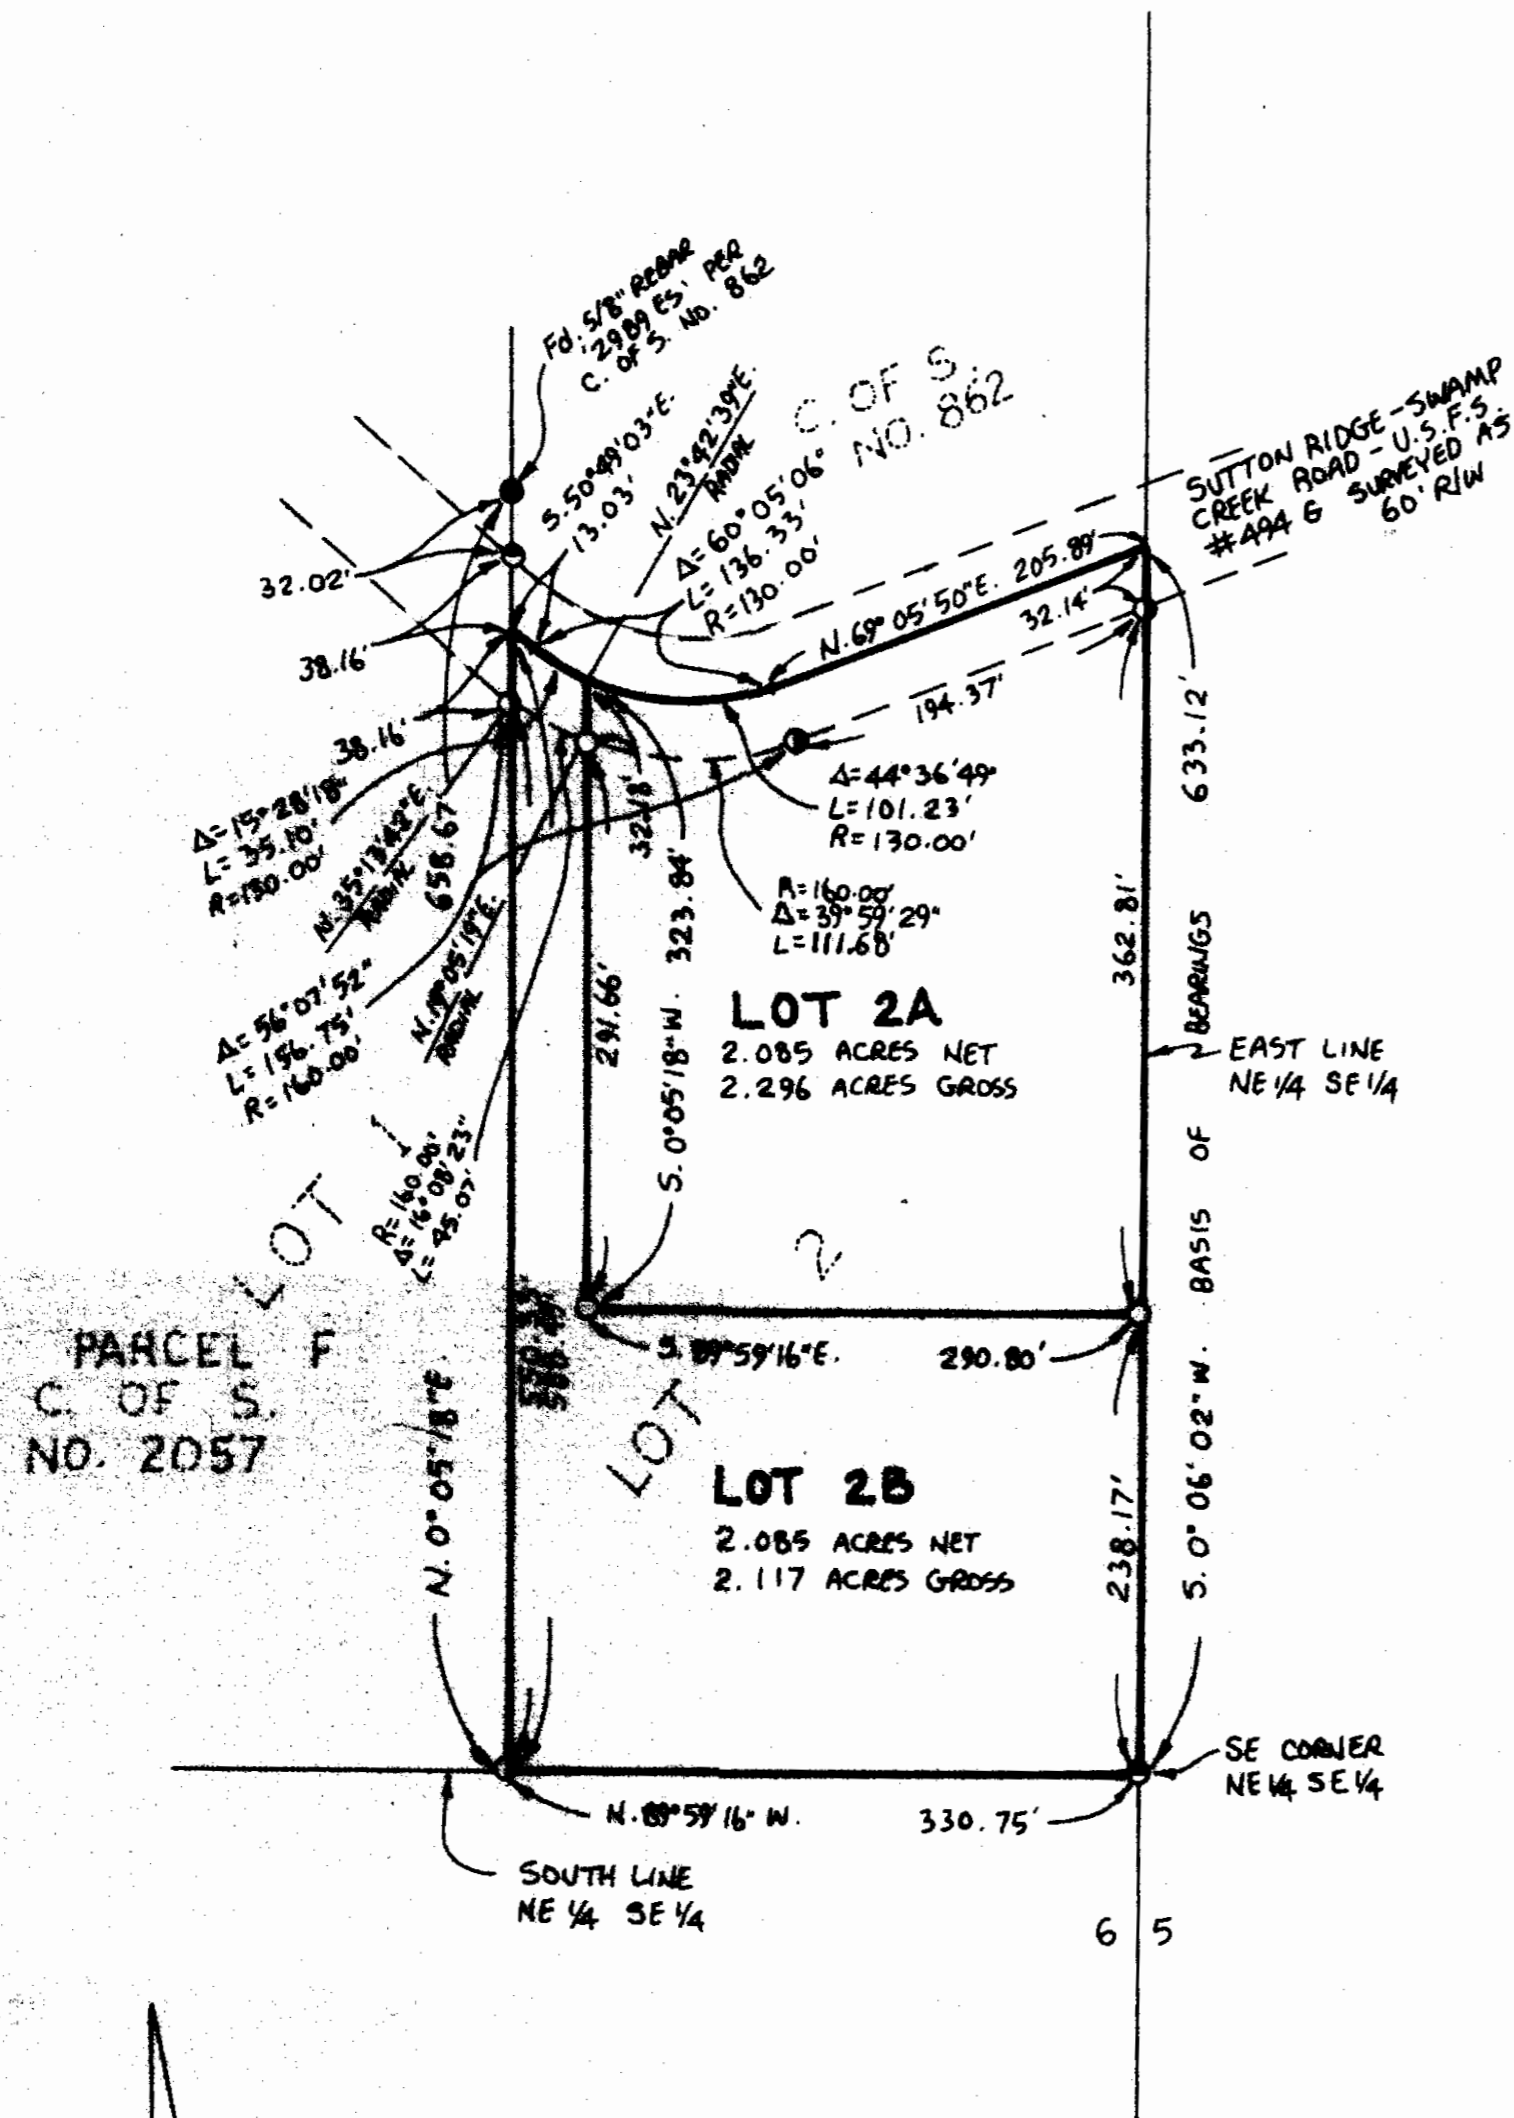 Fd. 5/8" REBAR
'2989 ES' PER
C. OF S. NO. 862
C. OF S.
NO. 862
S. 50°49'03"E.
13.03'
N. 23°42'39"E.
RADIAL
Δ= 60°05'06"
L= 136.33'
R= 130.00'
SUTTON RIDGE - SWAMP
CREEK ROAD - U.S.F.S.
#494 & SURVEYED AS
60' R/W
32.02'
38.16'
38.16'
N. 69°05'50"E. 205.89'
32.14'
194.37'
633.12'
Δ=15°28'18"
L= 35.10'
R=130.00'
N. 35°13'42"E.
RADIAL
658.67'
RADIAL
32.18'
Δ=44°36'49"
L= 101.23'
R= 130.00'
R=160.00'
Δ=39°59'29"
L=111.68'
Δ= 56°07'52"
L= 156.75'
R= 160.00'
R= 160.00'
Δ= 16°08'23"
L= 45.07'
291.66'
S. 0°05'18"W. 323.84'
362.81'
LOT 2A
2.085 ACRES NET
2.296 ACRES GROSS
EAST LINE
NE 1/4 SE 1/4
S. 0°06'02"W. BASIS OF BEARINGS
LOT 1
PARCEL F
C. OF S.
NO. 2057
LOT 2
S. 89°59'16"E. 290.80'
N. 0°05'18"E.
LOT 2B
2.085 ACRES NET
2.117 ACRES GROSS
238.17'
SE CORNER
NE 1/4 SE 1/4
N. 89°59'16" W. 330.75'
SOUTH LINE
NE 1/4 SE 1/4
6 5